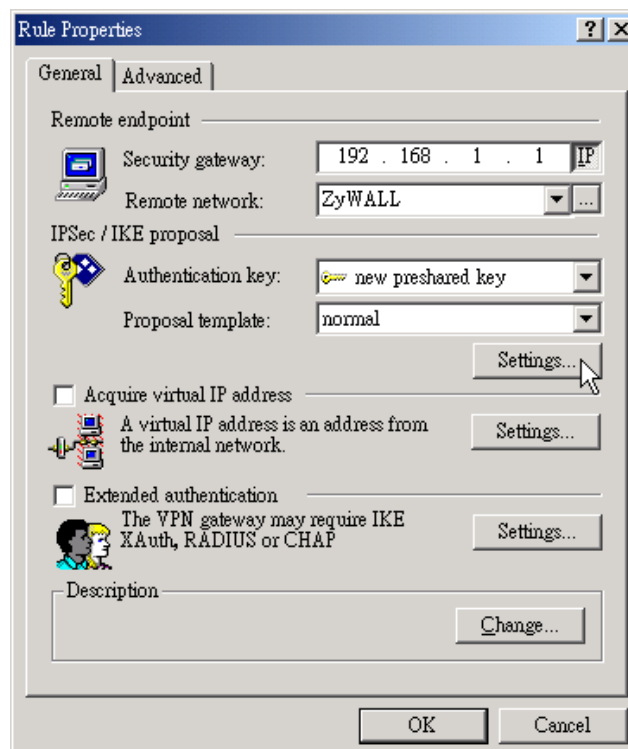 Rule Properties
General Advanced
Remote endpoint
Security gateway: 192 . 168 . 1 . 1 IP
Remote network: ZyWALL ...
IPSec / IKE proposal
Authentication key: new preshared key
Proposal template: normal
Settings...
Acquire virtual IP address
A virtual IP address is an address from
the internal network.
Settings...
Extended authentication
The VPN gateway may require IKE
XAuth, RADIUS or CHAP
Settings...
Description
Change...
OK Cancel